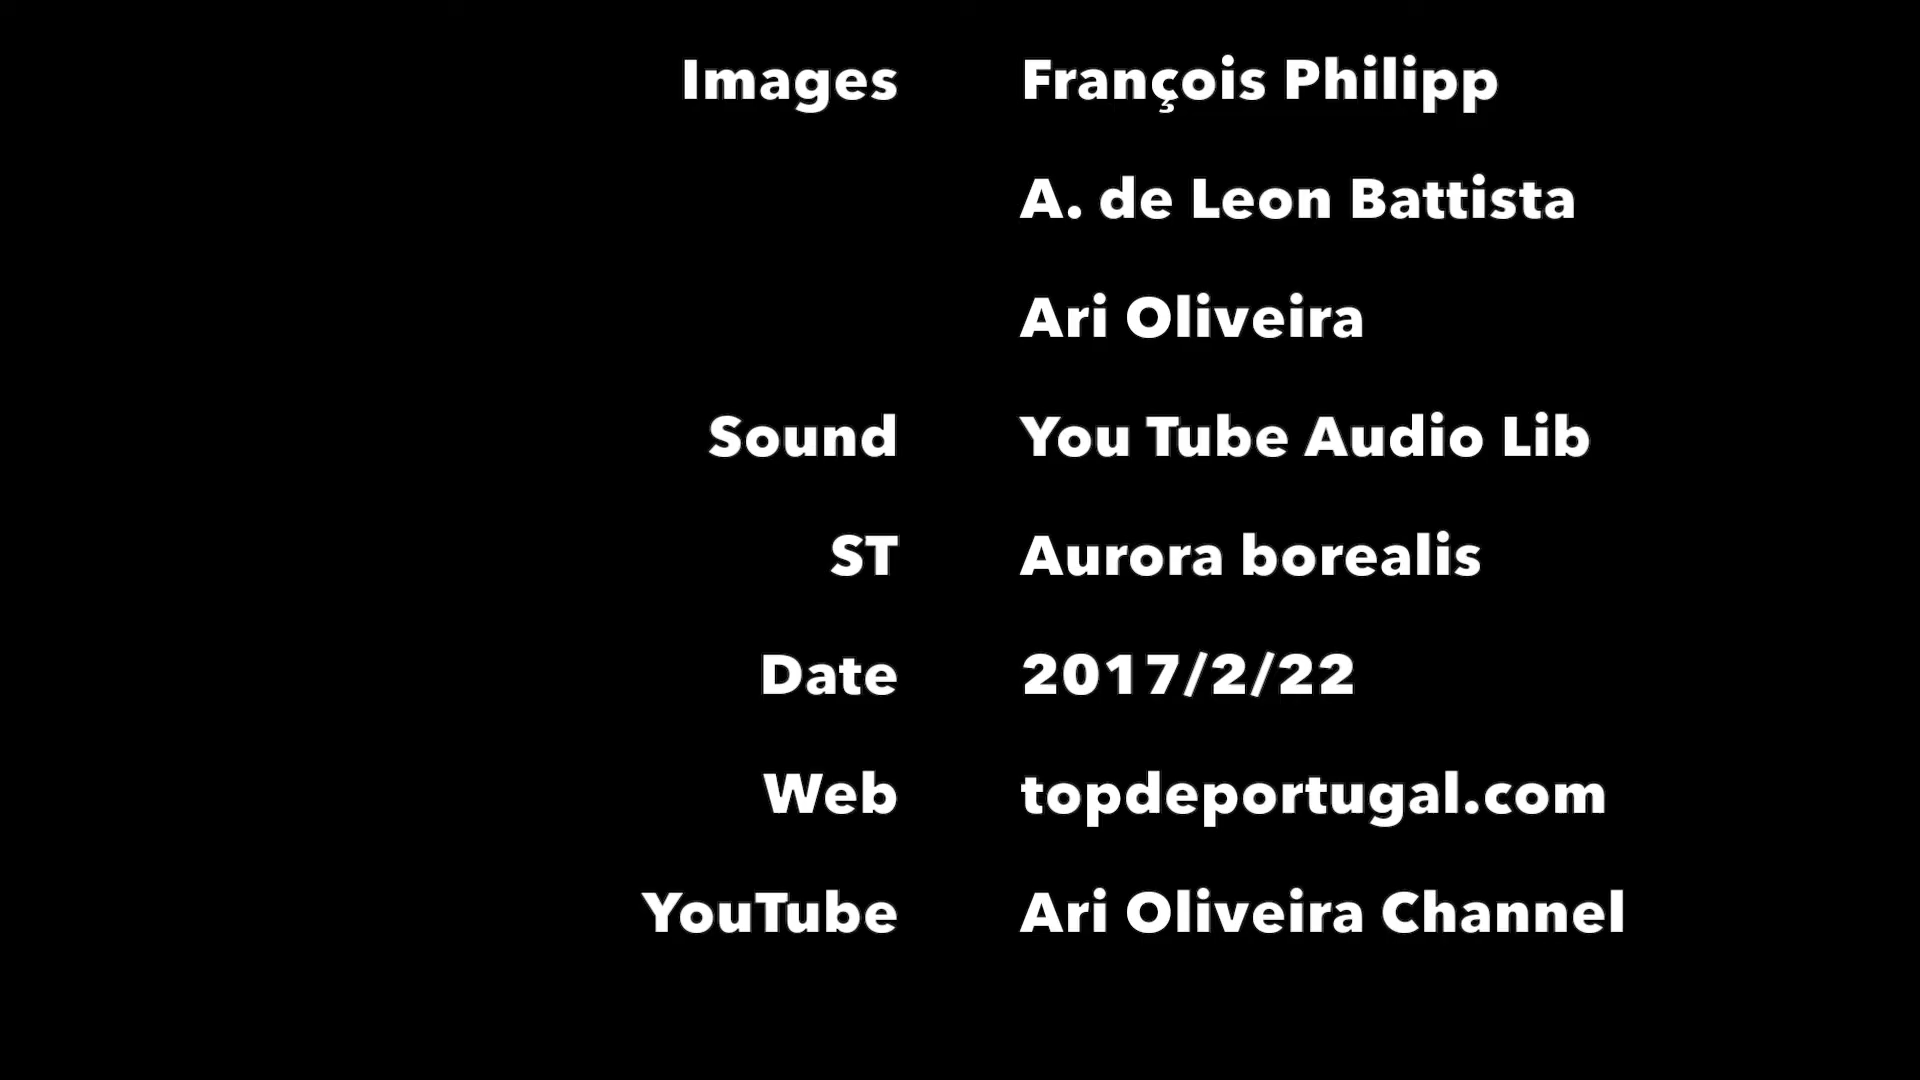 Images François Philipp
A. de Leon Battista
Ari Oliveira
Sound You Tube Audio Lib
ST Aurora borealis
Date 2017/2/22
Web topdeportugal.com
YouTube Ari Oliveira Channel